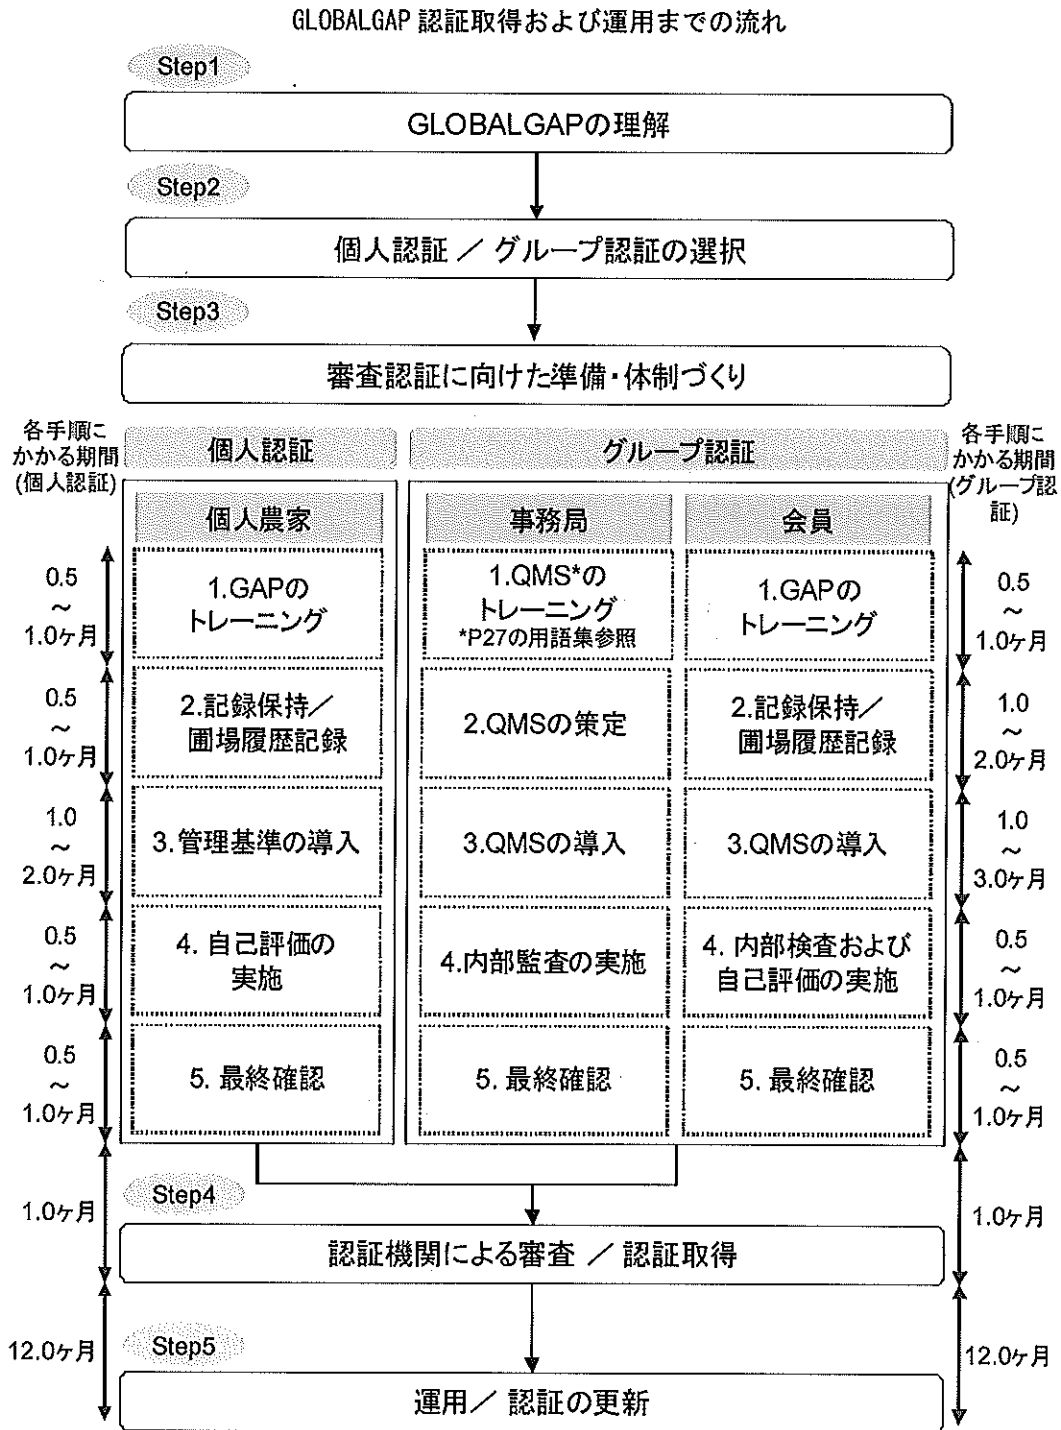 GLOBALGAP 認証取得および運用までの流れ
Step1
GLOBALGAPの理解
Step2
個人認証 ／ グループ認証の選択
Step3
審査認証に向けた準備・体制づくり
各手順に
かかる期間
(個人認証)
個人認証
グループ認証
各手順に
かかる期間
(グループ認
証)
個人農家
事務局
会員
0.5
～
1.0ヶ月
1.GAPの
トレーニング
1.QMS*の
トレーニング
*P27の用語集参照
1.GAPの
トレーニング
0.5
～
1.0ヶ月
0.5
～
1.0ヶ月
2.記録保持／
圃場履歴記録
2.QMSの策定
2.記録保持／
圃場履歴記録
1.0
～
2.0ヶ月
1.0
～
2.0ヶ月
3.管理基準の導入
3.QMSの導入
3.QMSの導入
1.0
～
3.0ヶ月
0.5
～
1.0ヶ月
4. 自己評価の
実施
4.内部監査の実施
4. 内部検査および
自己評価の実施
0.5
～
1.0ヶ月
0.5
～
1.0ヶ月
5. 最終確認
5. 最終確認
5. 最終確認
0.5
～
1.0ヶ月
1.0ヶ月
Step4
認証機関による審査 ／ 認証取得
1.0ヶ月
12.0ヶ月
Step5
運用／ 認証の更新
12.0ヶ月